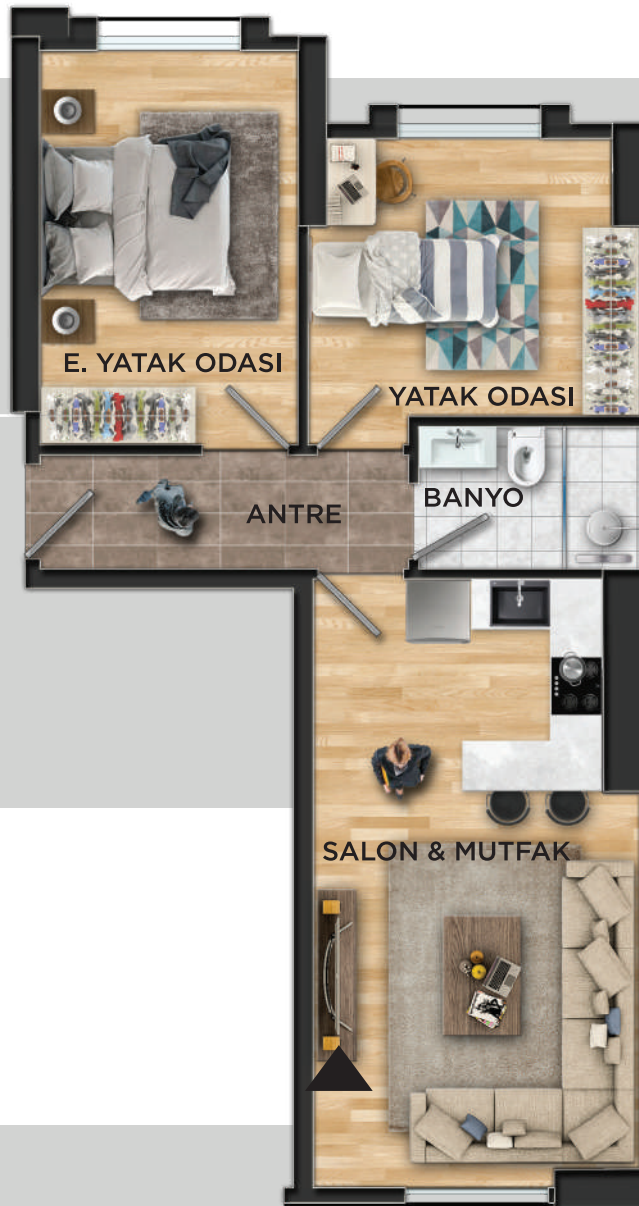 E. YATAK ODASI
YATAK ODASI
ANTRE
BANYO
SALON & MUTFAK